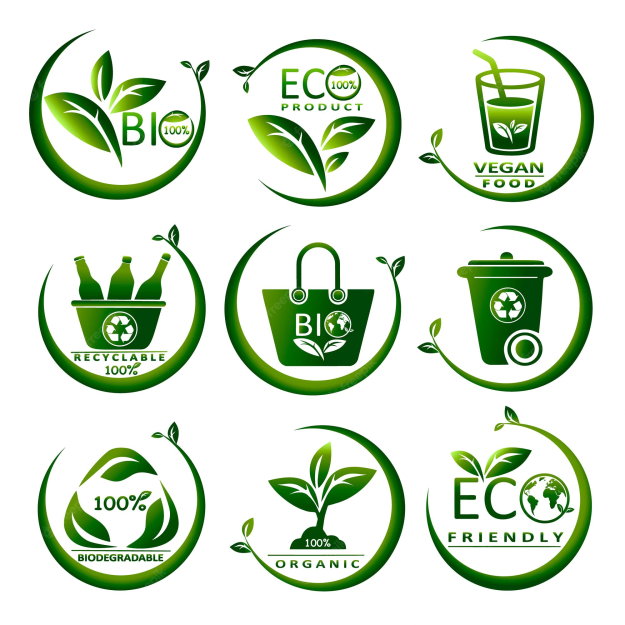 BIO 100%
ECO 100%
PRODUCT
VEGAN
FOOD
RECYCLABLE
100%
BIO
100%
BIODEGRADABLE
100%
ORGANIC
ECO
FRIENDLY